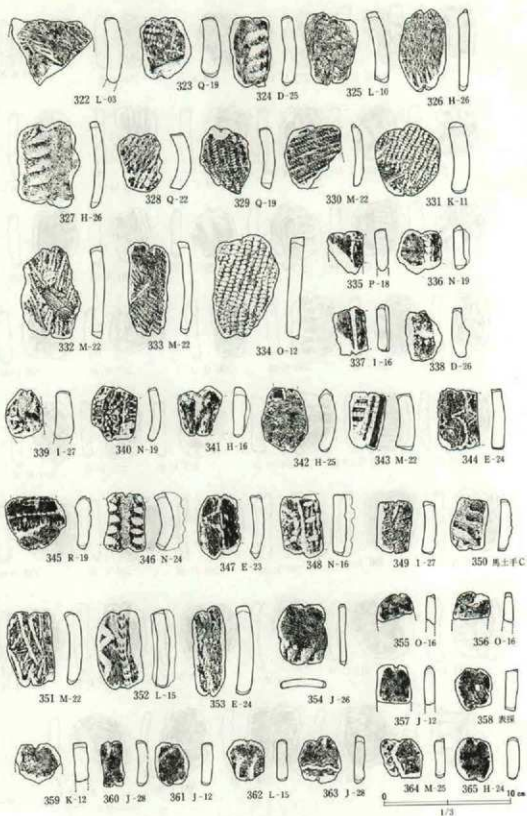 322 L-03
323 Q-19
324 D-25
325 L-16
326 H-26
327 H-26
328 Q-22
329 Q-19
330 M-22
331 K-11
332 M-22
333 M-22
334 O-12
335 P-18
336 N-19
337 I-16
338 D-26
339 I-27
340 N-19
341 H-16
342 H-25
343 M-22
344 E-24
345 R-19
346 N-24
347 E-23
348 N-16
349 I-27
350 馬土手C
351 M-22
352 L-15
353 E-24
354 J-26
355 O-16
356 O-16
357 J-12
358 表採
359 K-12
360 J-28
361 J-12
362 L-15
363 J-28
364 M-25
365 H-24
0 10cm
1/3